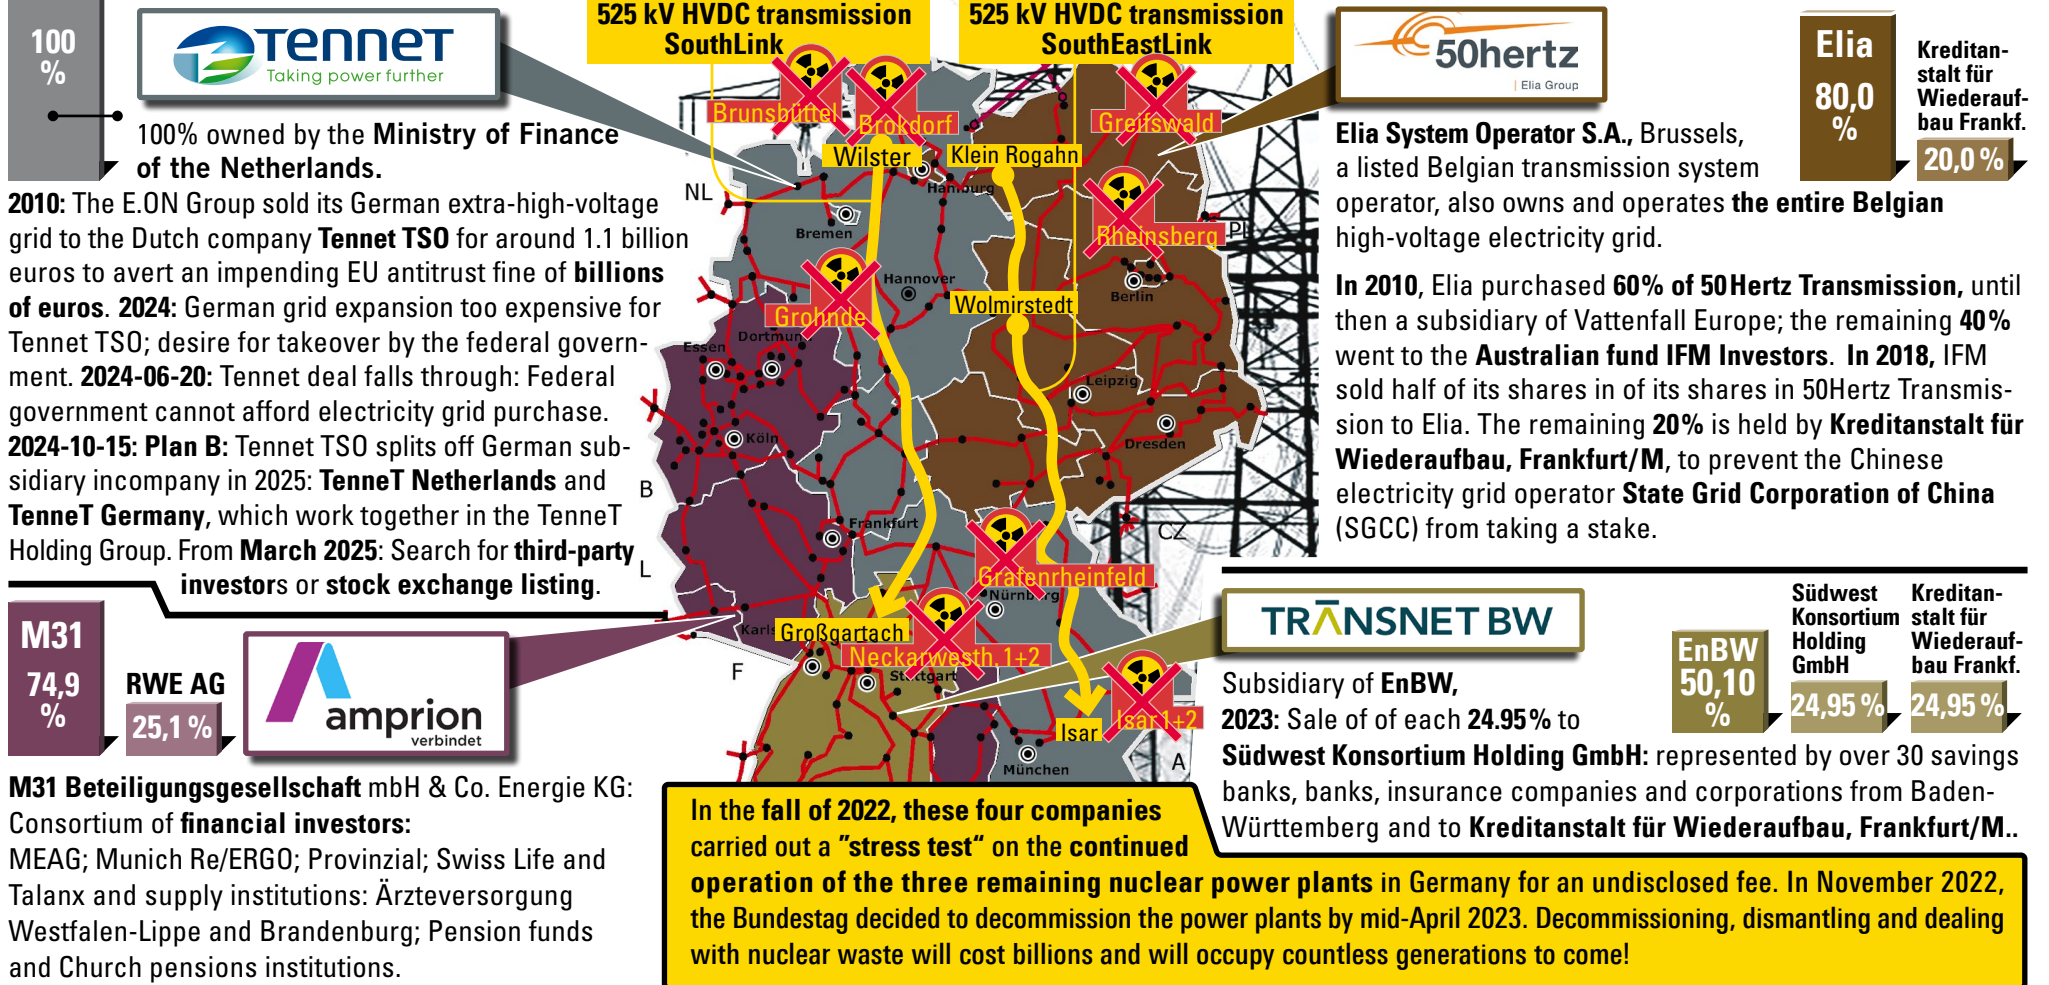 100
%
TenneT
Taking power further
100% owned by the Ministry of Finance
of the Netherlands.
2010: The E.ON Group sold its German extra-high-voltage
grid to the Dutch company Tennet TSO for around 1.1 billion
euros to avert an impending EU antitrust fine of billions
of euros. 2024: German grid expansion too expensive for
Tennet TSO; desire for takeover by the federal govern-
ment. 2024-06-20: Tennet deal falls through: Federal
government cannot afford electricity grid purchase.
2024-10-15: Plan B: Tennet TSO splits off German sub-
sidiary incompany in 2025: TenneT Netherlands and
TenneT Germany, which work together in the TenneT
Holding Group. From March 2025: Search for third-party
investors or stock exchange listing.
M31
74,9
%
RWE AG
25,1 %
amprion
verbindet
M31 Beteiligungsgesellschaft mbH & Co. Energie KG:
Consortium of financial investors:
MEAG; Munich Re/ERGO; Provinzial; Swiss Life and
Talanx and supply institutions: Ärzteversorgung
Westfalen-Lippe and Brandenburg; Pension funds
and Church pensions institutions.
525 kV HVDC transmission
SouthLink
525 kV HVDC transmission
SouthEastLink
Brunsbüttel
Brokdorf
Greifswald
Wilster
Klein Rogahn
NL
Hamburg
Bremen
Rheinsberg
PL
Hannover
Berlin
Grohnde
Wolmirstedt
Essen
Dortmun
Leipzig
Köln
Dresden
B
Frankfurt
CZ
L
Grafenrheinfeld
Nürnberg
Karls
Großgartach
Neckarwesth. 1+2
F
Stuttgart
Isar 1+2
Isar
München
A
50hertz
Elia Group
Elia
80,0
%
Kreditan-
stalt für
Wiederauf-
bau Frankf.
20,0 %
Elia System Operator S.A., Brussels,
a listed Belgian transmission system
operator, also owns and operates the entire Belgian
high-voltage electricity grid.
In 2010, Elia purchased 60% of 50Hertz Transmission, until
then a subsidiary of Vattenfall Europe; the remaining 40%
went to the Australian fund IFM Investors. In 2018, IFM
sold half of its shares in of its shares in 50Hertz Transmis-
sion to Elia. The remaining 20% is held by Kreditanstalt für
Wiederaufbau, Frankfurt/M, to prevent the Chinese
electricity grid operator State Grid Corporation of China
(SGCC) from taking a stake.
TRANSNET BW
EnBW
50,10
%
Südwest
Konsortium
Holding
GmbH
24,95 %
Kreditan-
stalt für
Wiederauf-
bau Frankf.
24,95 %
Subsidiary of EnBW,
2023: Sale of of each 24.95% to
Südwest Konsortium Holding GmbH: represented by over 30 savings
banks, banks, insurance companies and corporations from Baden-
Württemberg and to Kreditanstalt für Wiederaufbau, Frankfurt/M..
In the fall of 2022, these four companies
carried out a "stress test“ on the continued
operation of the three remaining nuclear power plants in Germany for an undisclosed fee. In November 2022,
the Bundestag decided to decommission the power plants by mid-April 2023. Decommissioning, dismantling and dealing
with nuclear waste will cost billions and will occupy countless generations to come!